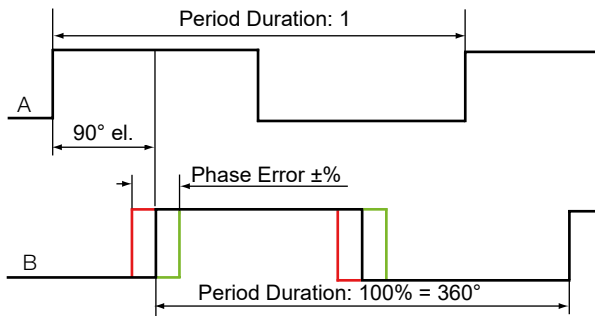 Period Duration: 1
A
90° el.
Phase Error ±%
B
Period Duration: 100% = 360°